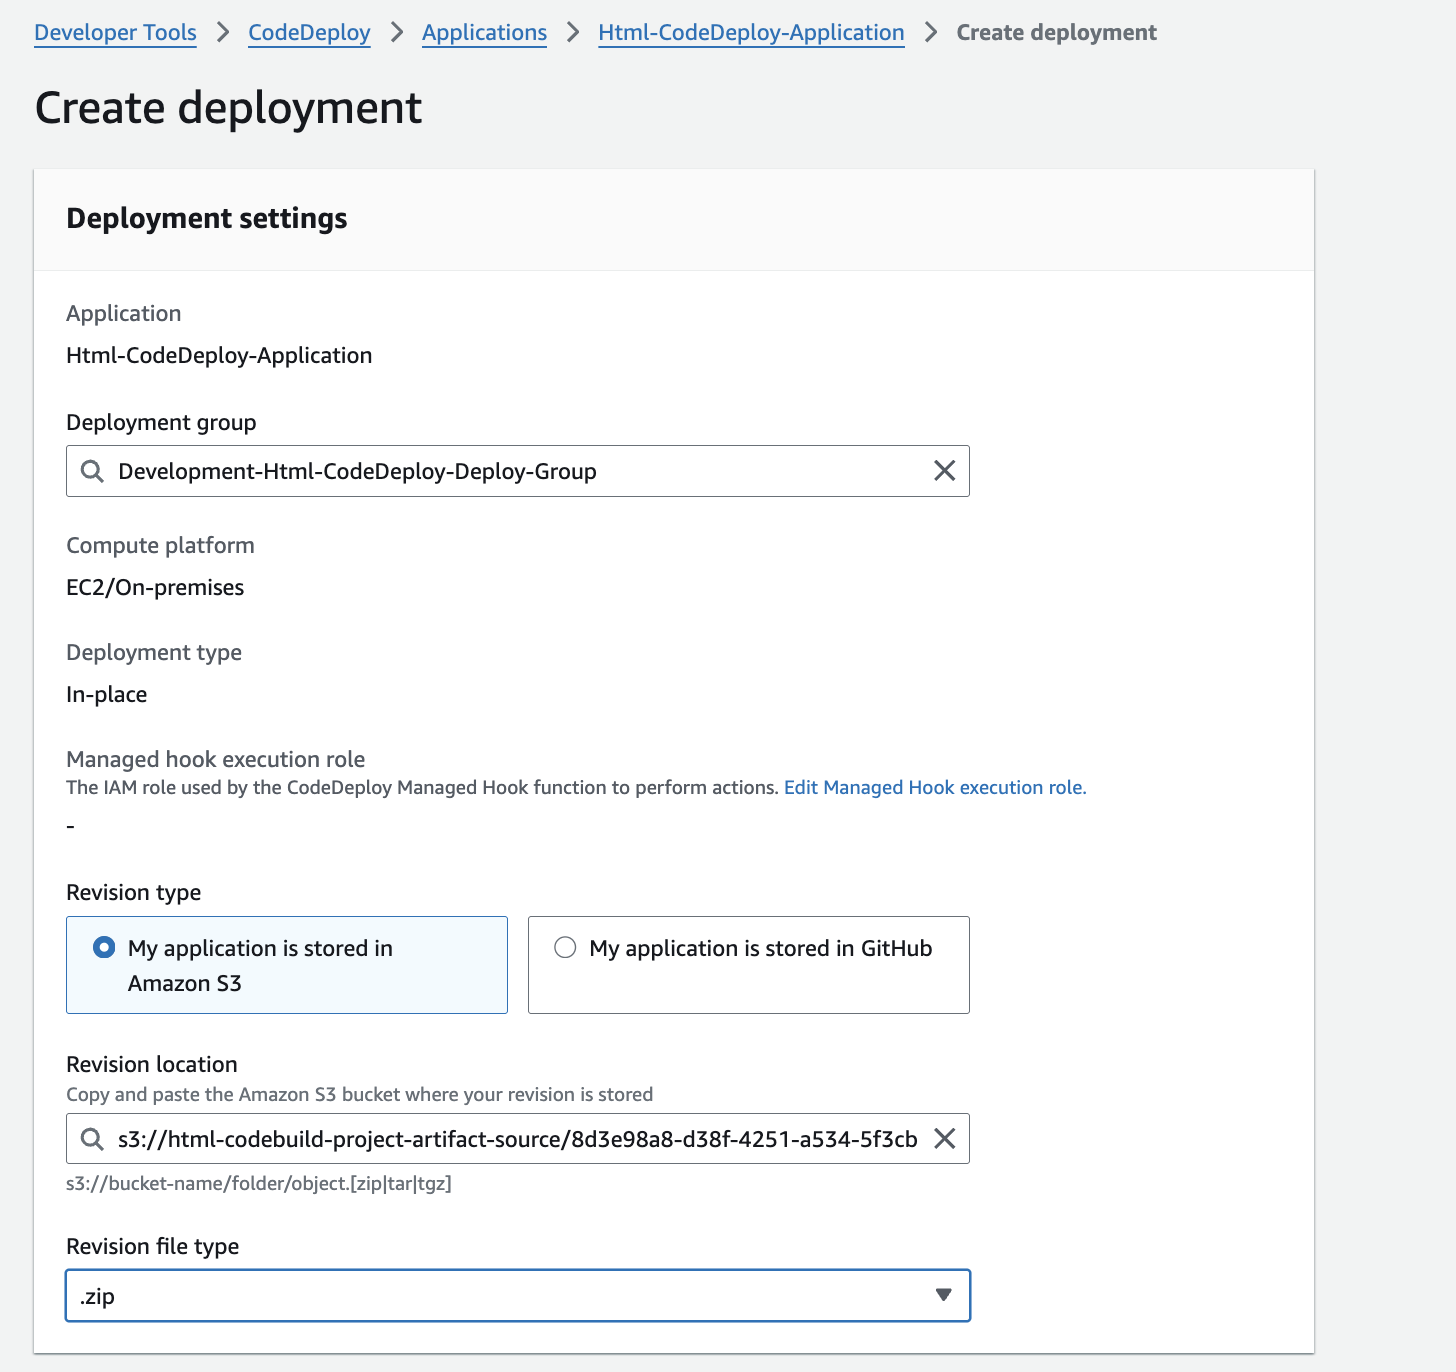 Developer Tools > CodeDeploy > Applications > Html-CodeDeploy-Application > Create deployment
Create deployment
Deployment settings
Application
Html-CodeDeploy-Application
Deployment group
Development-Html-CodeDeploy-Deploy-Group
Compute platform
EC2/On-premises
Deployment type
In-place
Managed hook execution role
The IAM role used by the CodeDeploy Managed Hook function to perform actions. Edit Managed Hook execution role.
-
Revision type
My application is stored in
Amazon S3
My application is stored in GitHub
Revision location
Copy and paste the Amazon S3 bucket where your revision is stored
s3://html-codebuild-project-artifact-source/8d3e98a8-d38f-4251-a534-5f3cb
s3://bucket-name/folder/object.[zip|tar|tgz]
Revision file type
.zip